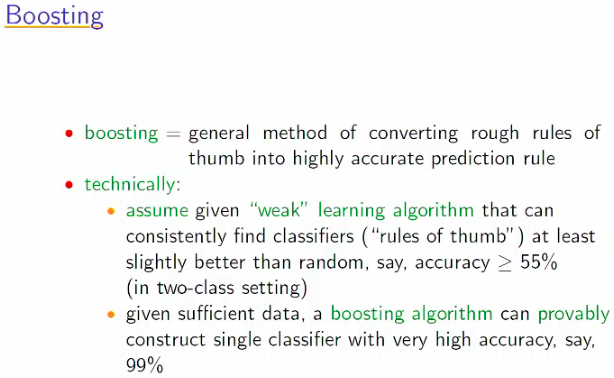 Boosting
• boosting = general method of converting rough rules of
thumb into highly accurate prediction rule
• technically:
• assume given “weak” learning algorithm that can
consistently find classifiers (“rules of thumb”) at least
slightly better than random, say, accuracy ≥ 55%
(in two-class setting)
• given sufficient data, a boosting algorithm can provably
construct single classifier with very high accuracy, say,
99%